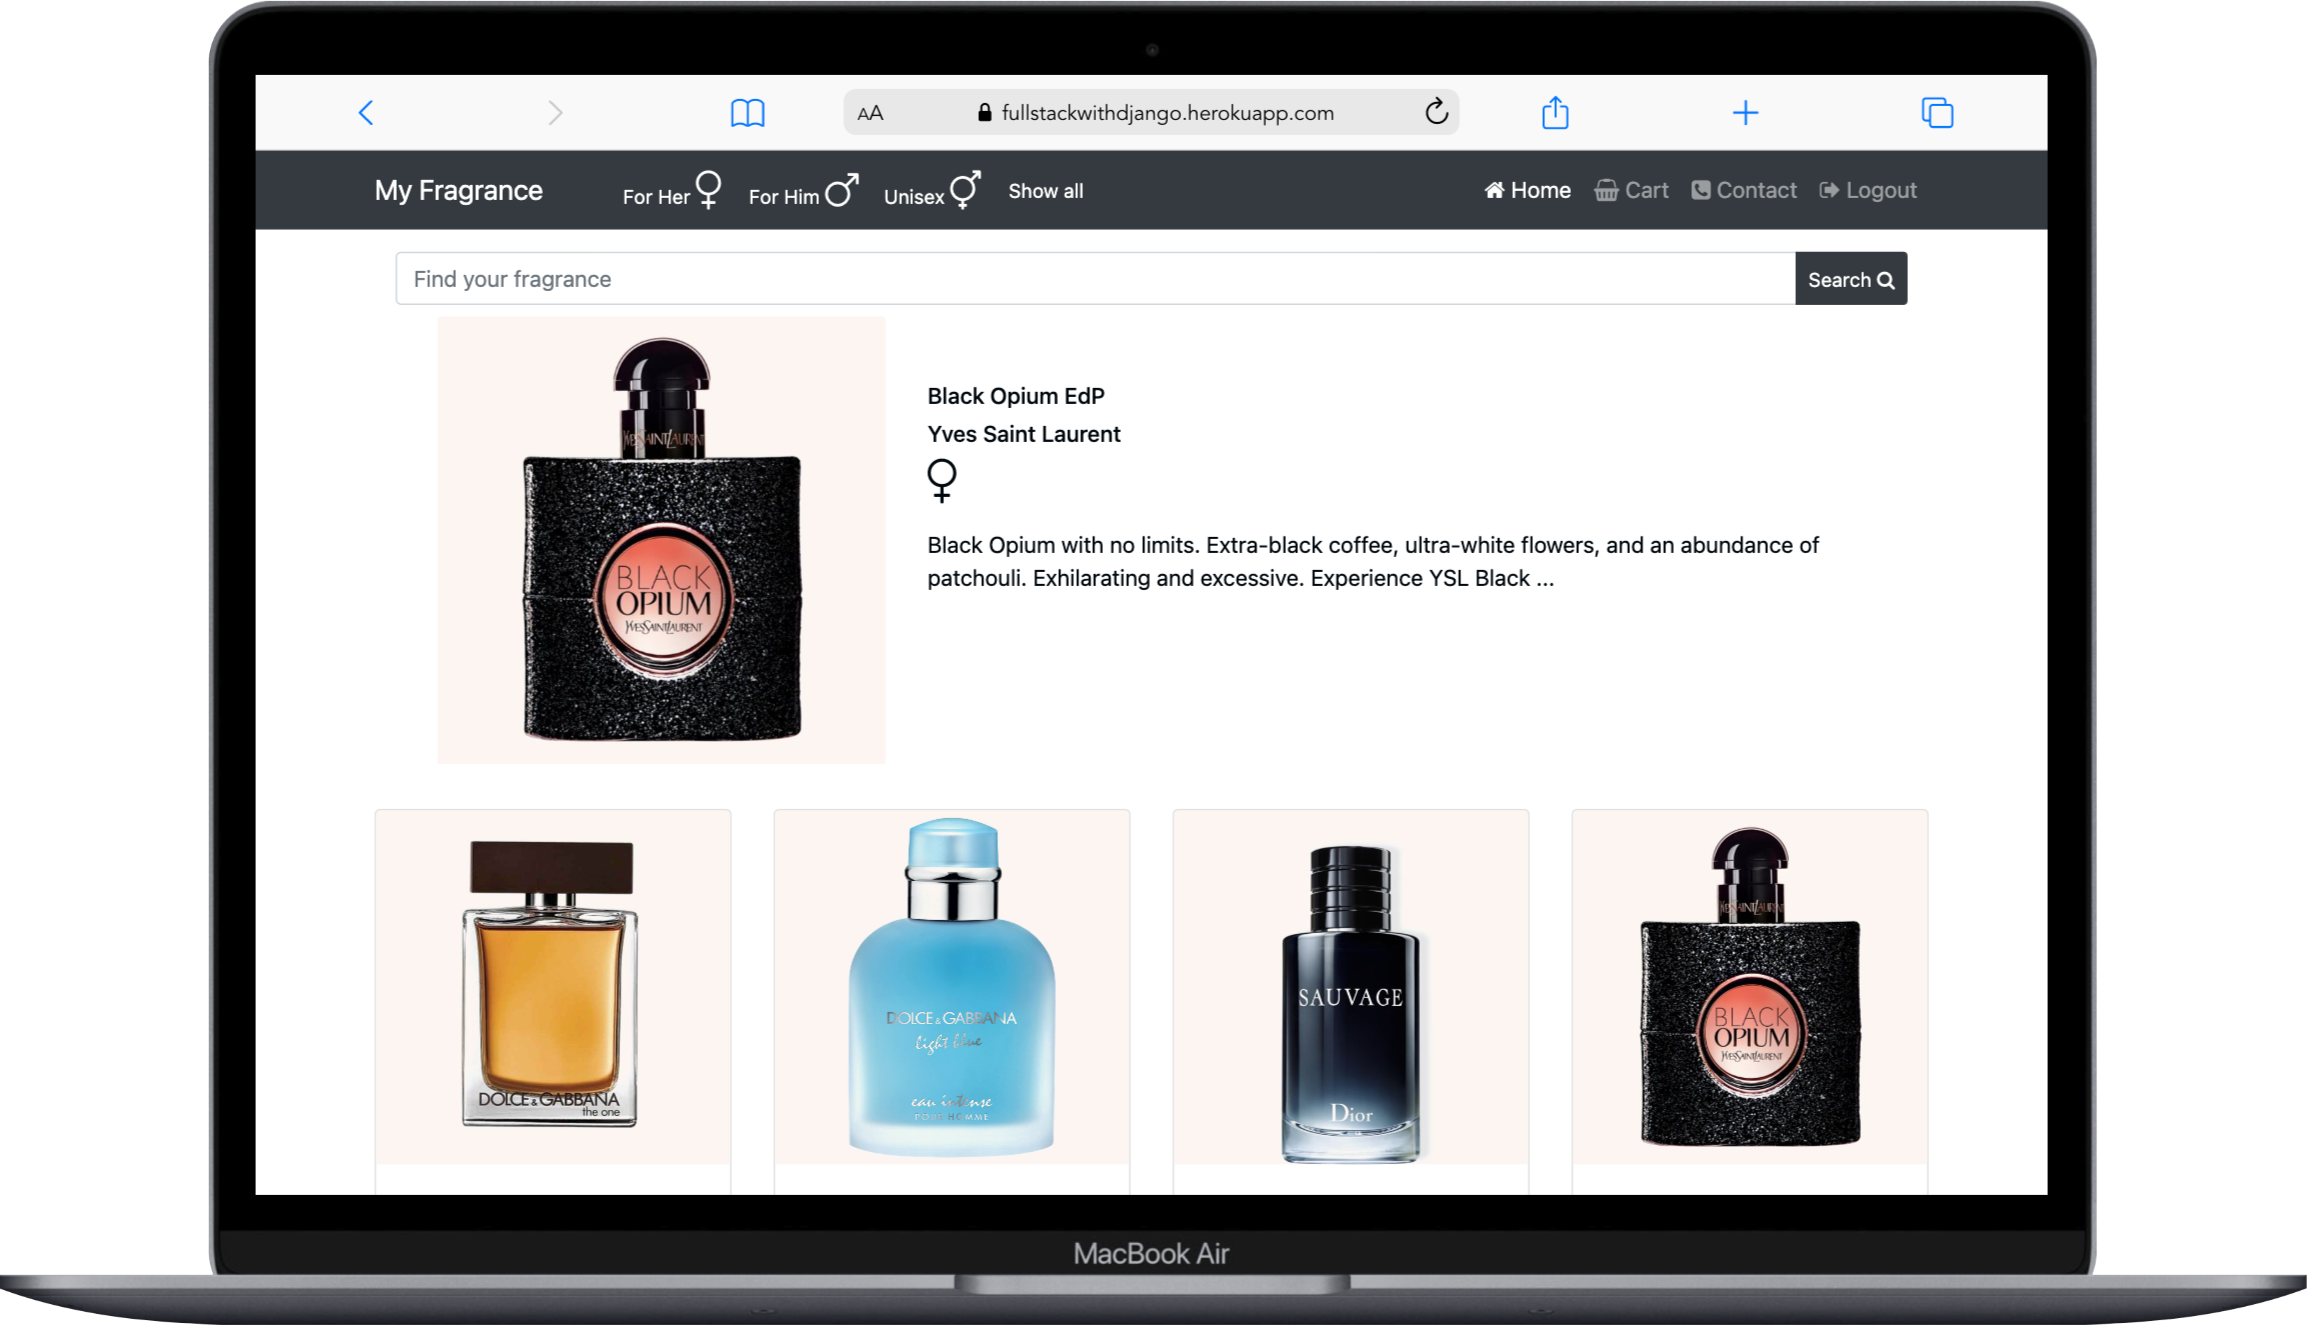 AA fullstackwithdjango.herokuapp.com
My Fragrance For Her For Him Unisex Show all Home Cart Contact Logout
Find your fragrance Search
YVESSAINTLAURENT
BLACK
OPIUM
YVESSAINTLAURENT
Black Opium EdP
Yves Saint Laurent
Black Opium with no limits. Extra-black coffee, ultra-white flowers, and an abundance of
patchouli. Exhilarating and excessive. Experience YSL Black ...
DOLCE & GABBANA
the one
DOLCE & GABBANA
light blue
eau intense
POUR HOMME
SAUVAGE
Dior
YVESSAINTLAURENT
BLACK
OPIUM
YVESSAINTLAURENT
MacBook Air